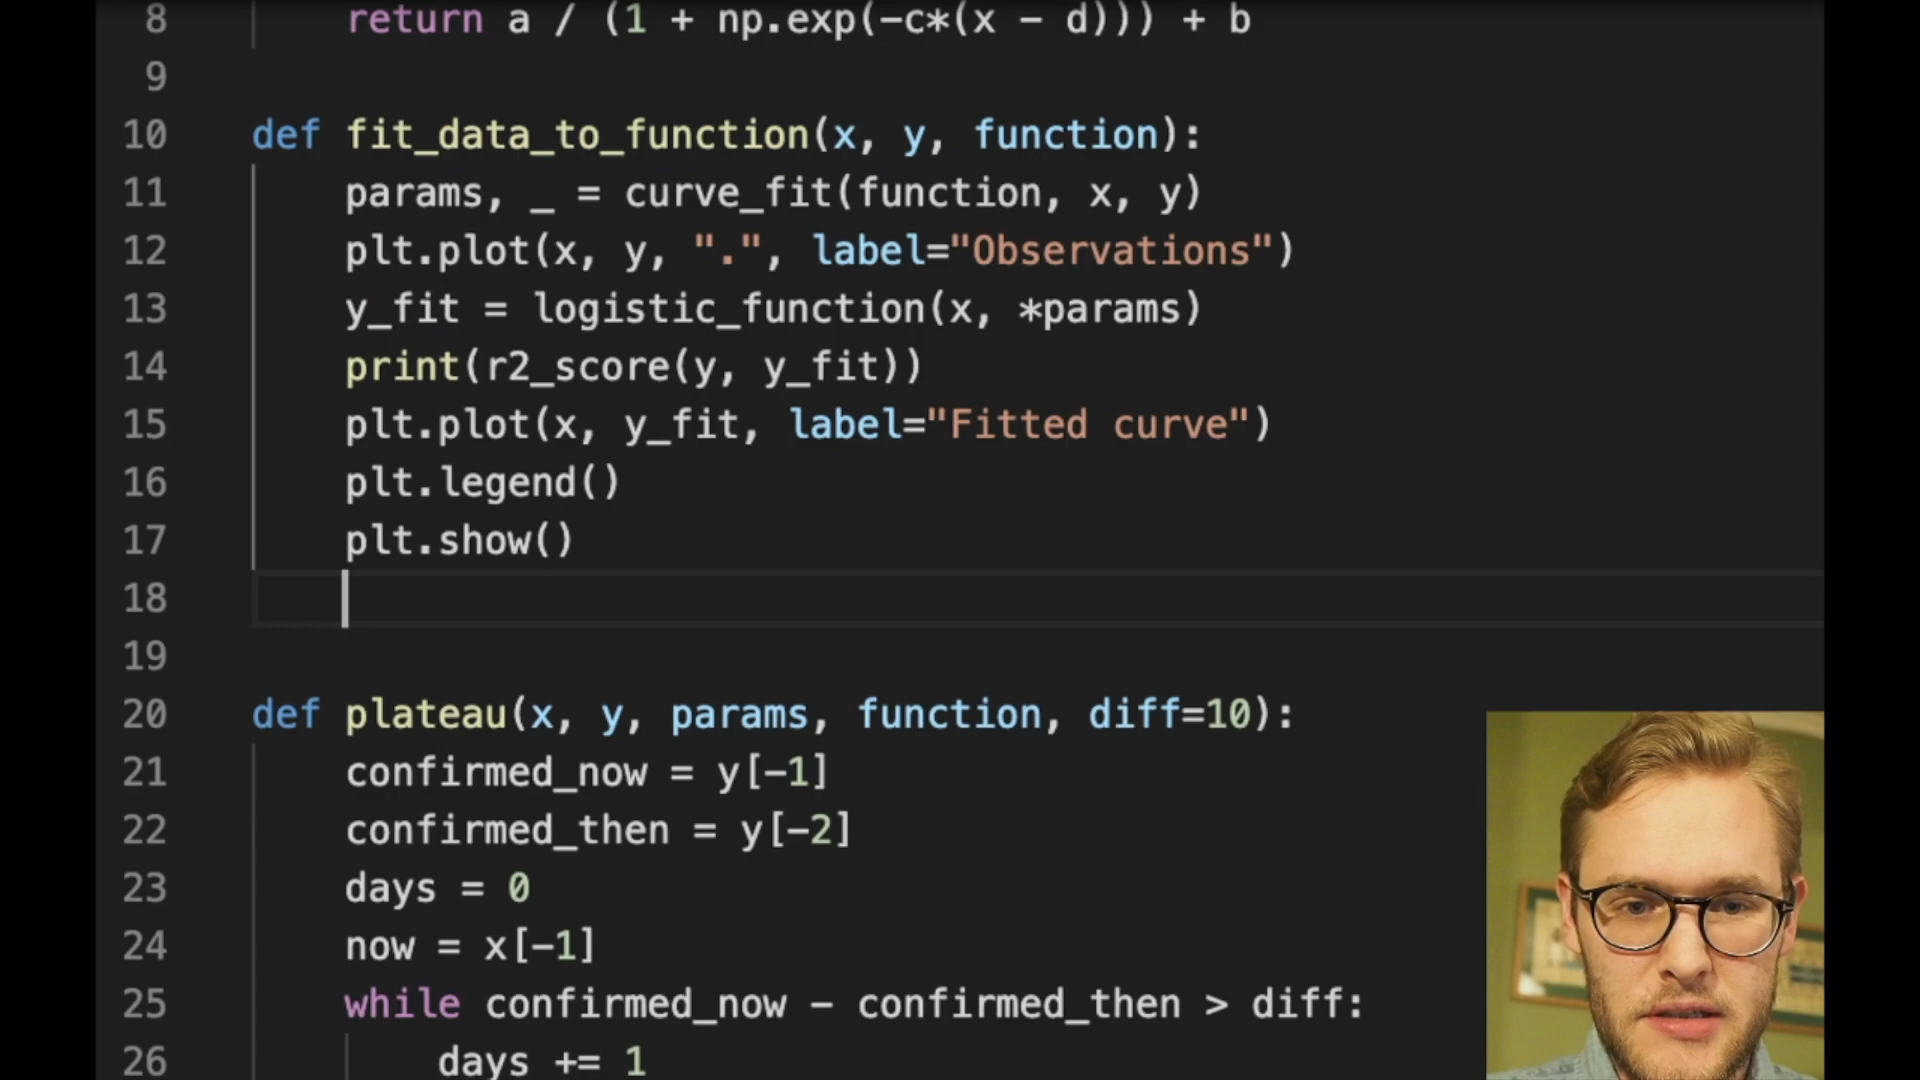 8 return a / (1 + np.exp(-c*(x - d))) + b
9
10 def fit_data_to_function(x, y, function):
11 params, _ = curve_fit(function, x, y)
12 plt.plot(x, y, ".", label="Observations")
13 y_fit = logistic_function(x, *params)
14 print(r2_score(y, y_fit))
15 plt.plot(x, y_fit, label="Fitted curve")
16 plt.legend()
17 plt.show()
18
19
20 def plateau(x, y, params, function, diff=10):
21 confirmed_now = y[-1]
22 confirmed_then = y[-2]
23 days = 0
24 now = x[-1]
25 while confirmed_now - confirmed_then > diff:
26 days += 1